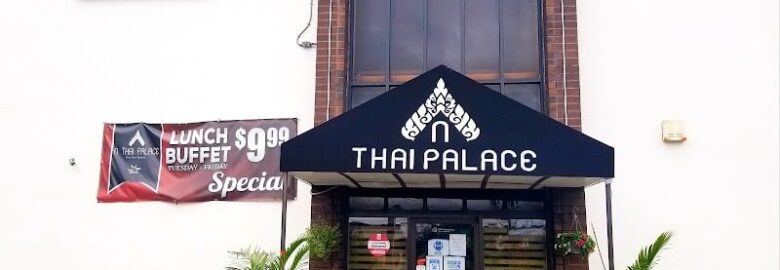 n THAI PALACE
LUNCH
BUFFET
$9.99
TUESDAY - FRIDAY
Special
n
THAI PALACE